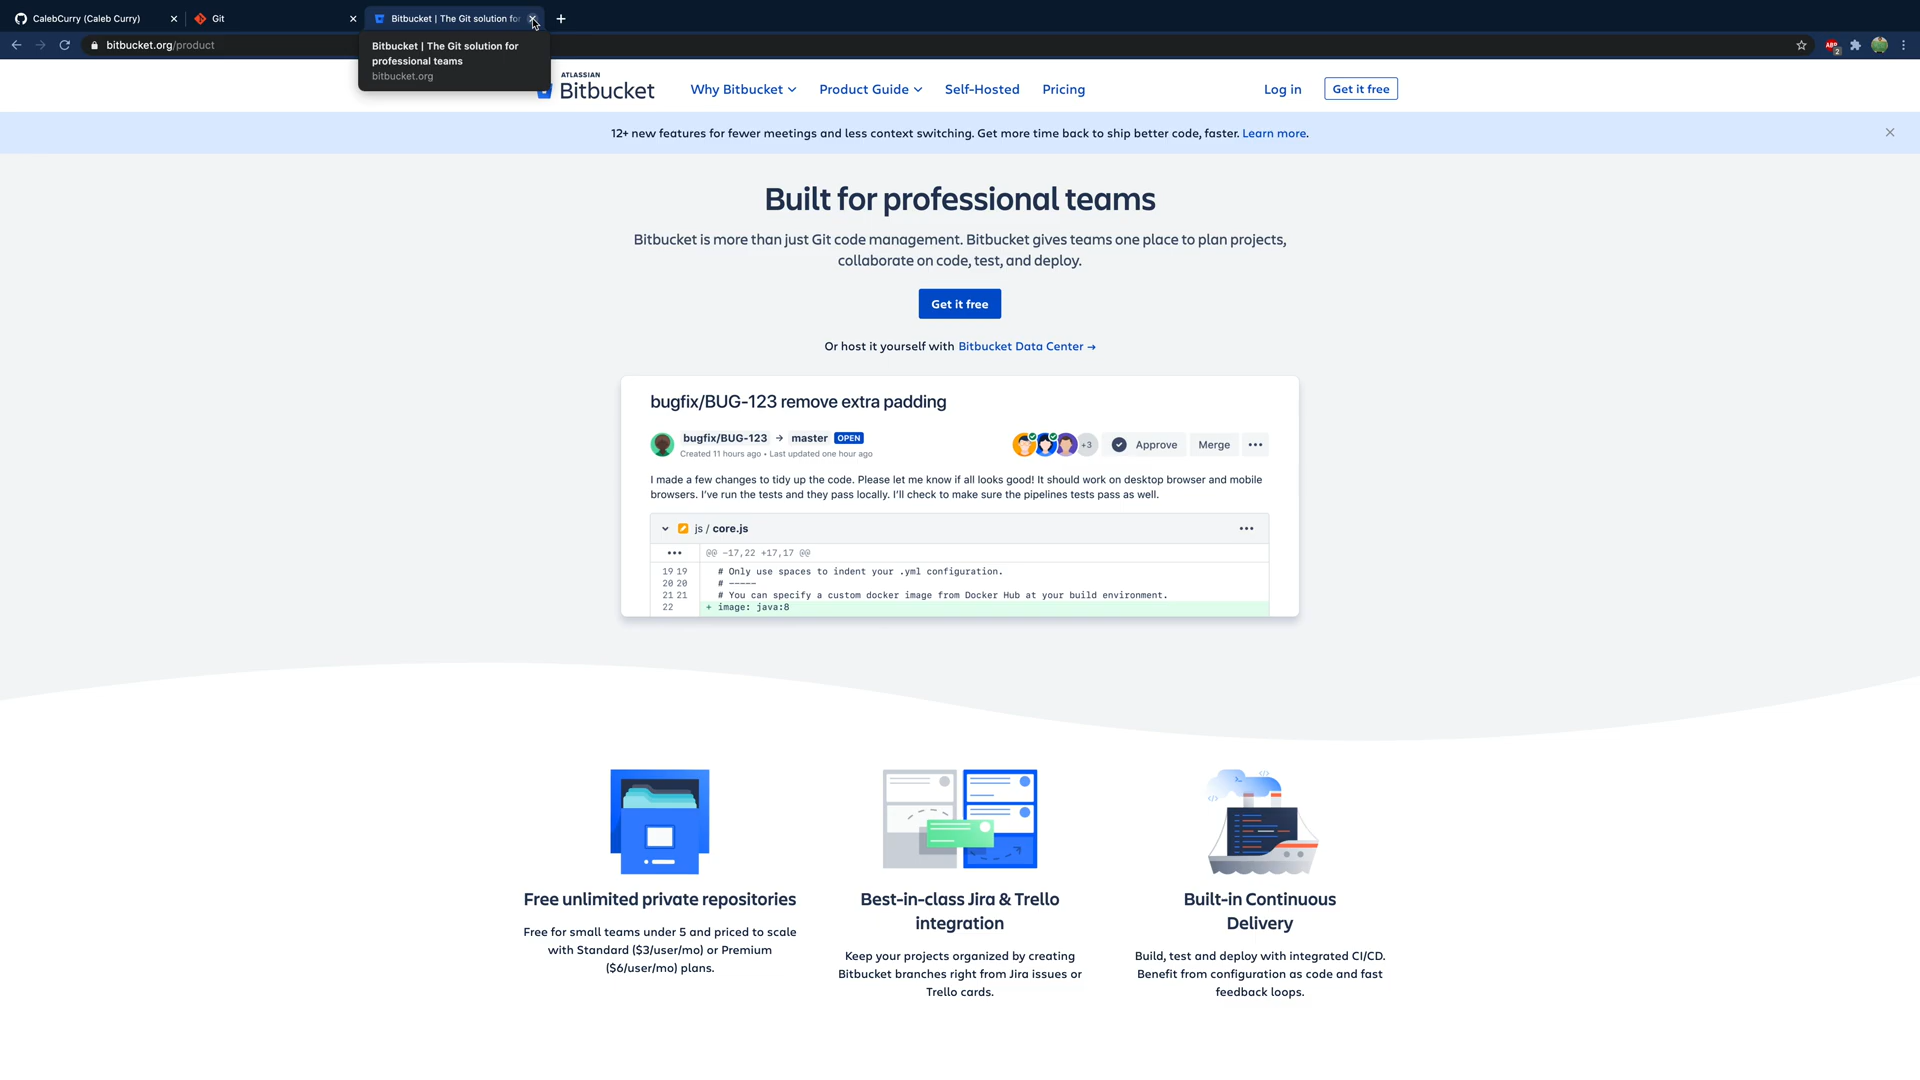 CalebCurry (Caleb Curry)
Git
Bitbucket | The Git solution for
bitbucket.org/product
ABP
2
Bitbucket | The Git solution for
professional teams
bitbucket.org
ATLASSIAN
Bitbucket
Why Bitbucket
Product Guide
Self-Hosted
Pricing
Log in
Get it free
12+ new features for fewer meetings and less context switching. Get more time back to ship better code, faster. Learn more.
Built for professional teams
Bitbucket is more than just Git code management. Bitbucket gives teams one place to plan projects,
collaborate on code, test, and deploy.
Get it free
Or host it yourself with Bitbucket Data Center →
bugfix/BUG-123 remove extra padding
bugfix/BUG-123 → master OPEN
Created 11 hours ago • Last updated one hour ago
+3
Approve
Merge
I made a few changes to tidy up the code. Please let me know if all looks good! It should work on desktop browser and mobile
browsers. I've run the tests and they pass locally. I'll check to make sure the pipelines tests pass as well.
js / core.js
@@ -17,22 +17,17 @@
19 19 # Only use spaces to indent your .yml configuration.
20 20 # -----
21 21 # You can specify a custom docker image from Docker Hub at your build environment.
22 + image: java:8
Free unlimited private repositories
Free for small teams under 5 and priced to scale
with Standard ($3/user/mo) or Premium
($6/user/mo) plans.
Best-in-class Jira & Trello
integration
Keep your projects organized by creating
Bitbucket branches right from Jira issues or
Trello cards.
Built-in Continuous
Delivery
Build, test and deploy with integrated CI/CD.
Benefit from configuration as code and fast
feedback loops.